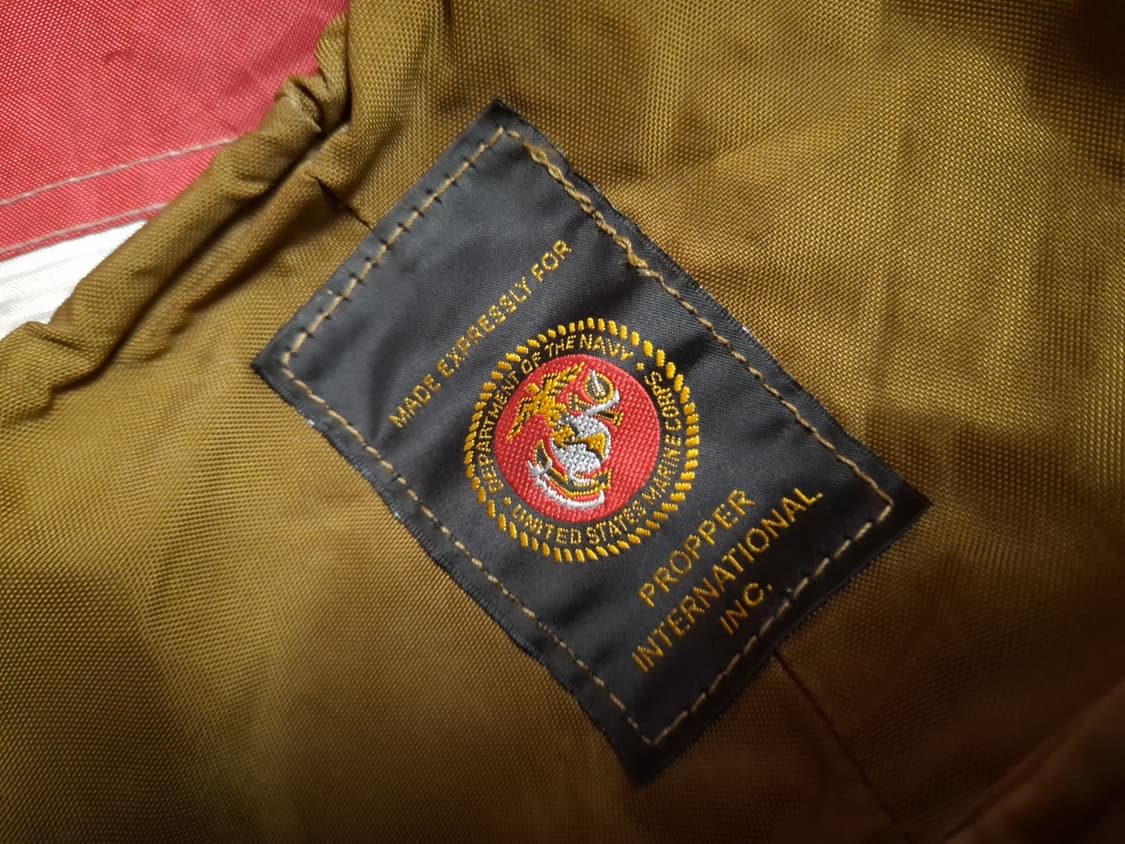 MADE EXPRESSLY FOR
DEPARTMENT OF THE NAVY
UNITED STATES MARINE CORPS
PROPPER
INTERNATIONAL
INC.